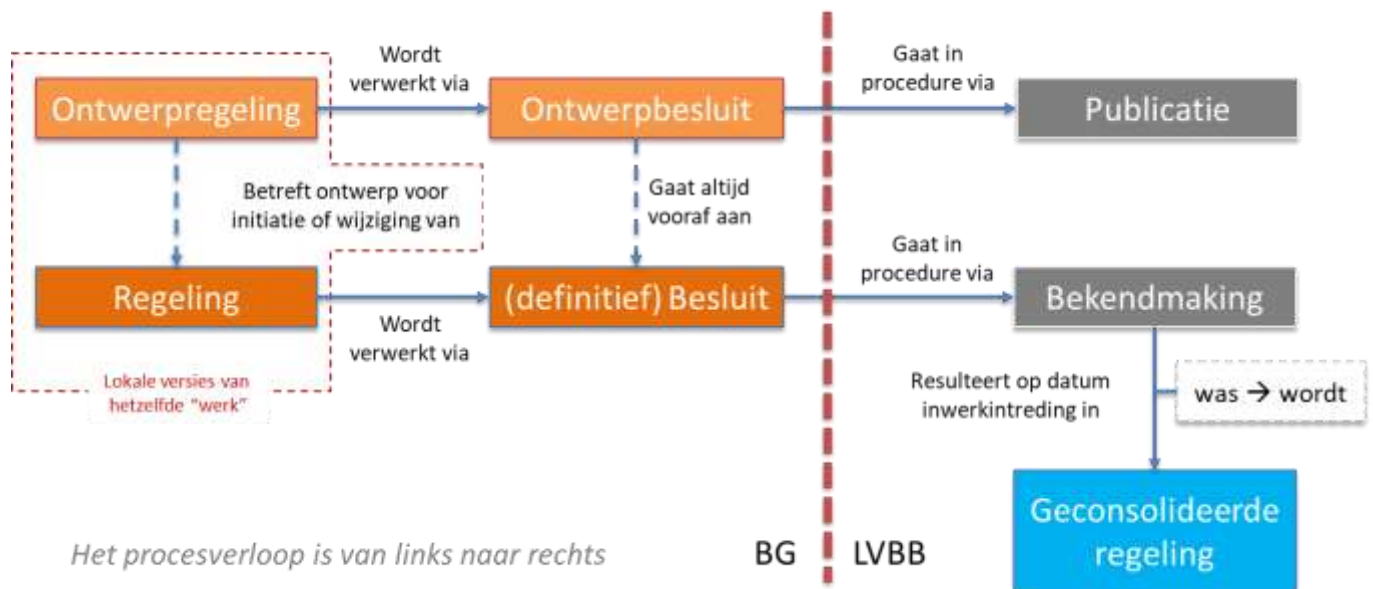 Wordt
verwerkt via
Gaat in
procedure via
Ontwerpregeling
Ontwerpbesluit
Publicatie
Betreft ontwerp voor
initiatie of wijziging van
Gaat altijd
vooraf aan
Gaat in
procedure via
Regeling
(definitief) Besluit
Bekendmaking
Wordt
verwerkt via
Lokale versies van
hetzelfde “werk”
Resulteert op datum
inwerkintreding in
was → wordt
Geconsolideerde
regeling
Het procesverloop is van links naar rechts
BG
LVBB